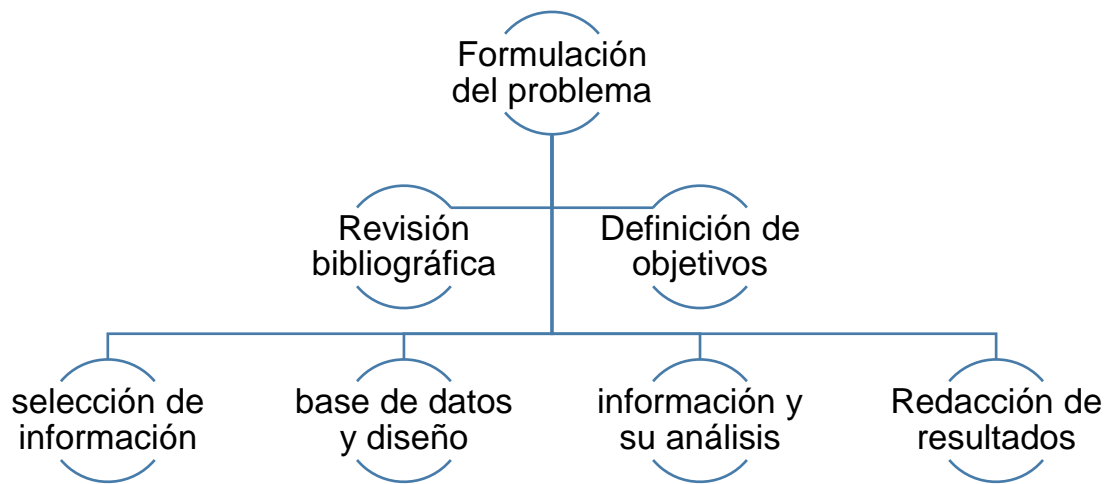 Formulación
del problema
Revisión
bibliográfica
Definición de
objetivos
selección de
información
base de datos
y diseño
información y
su análisis
Redacción de
resultados